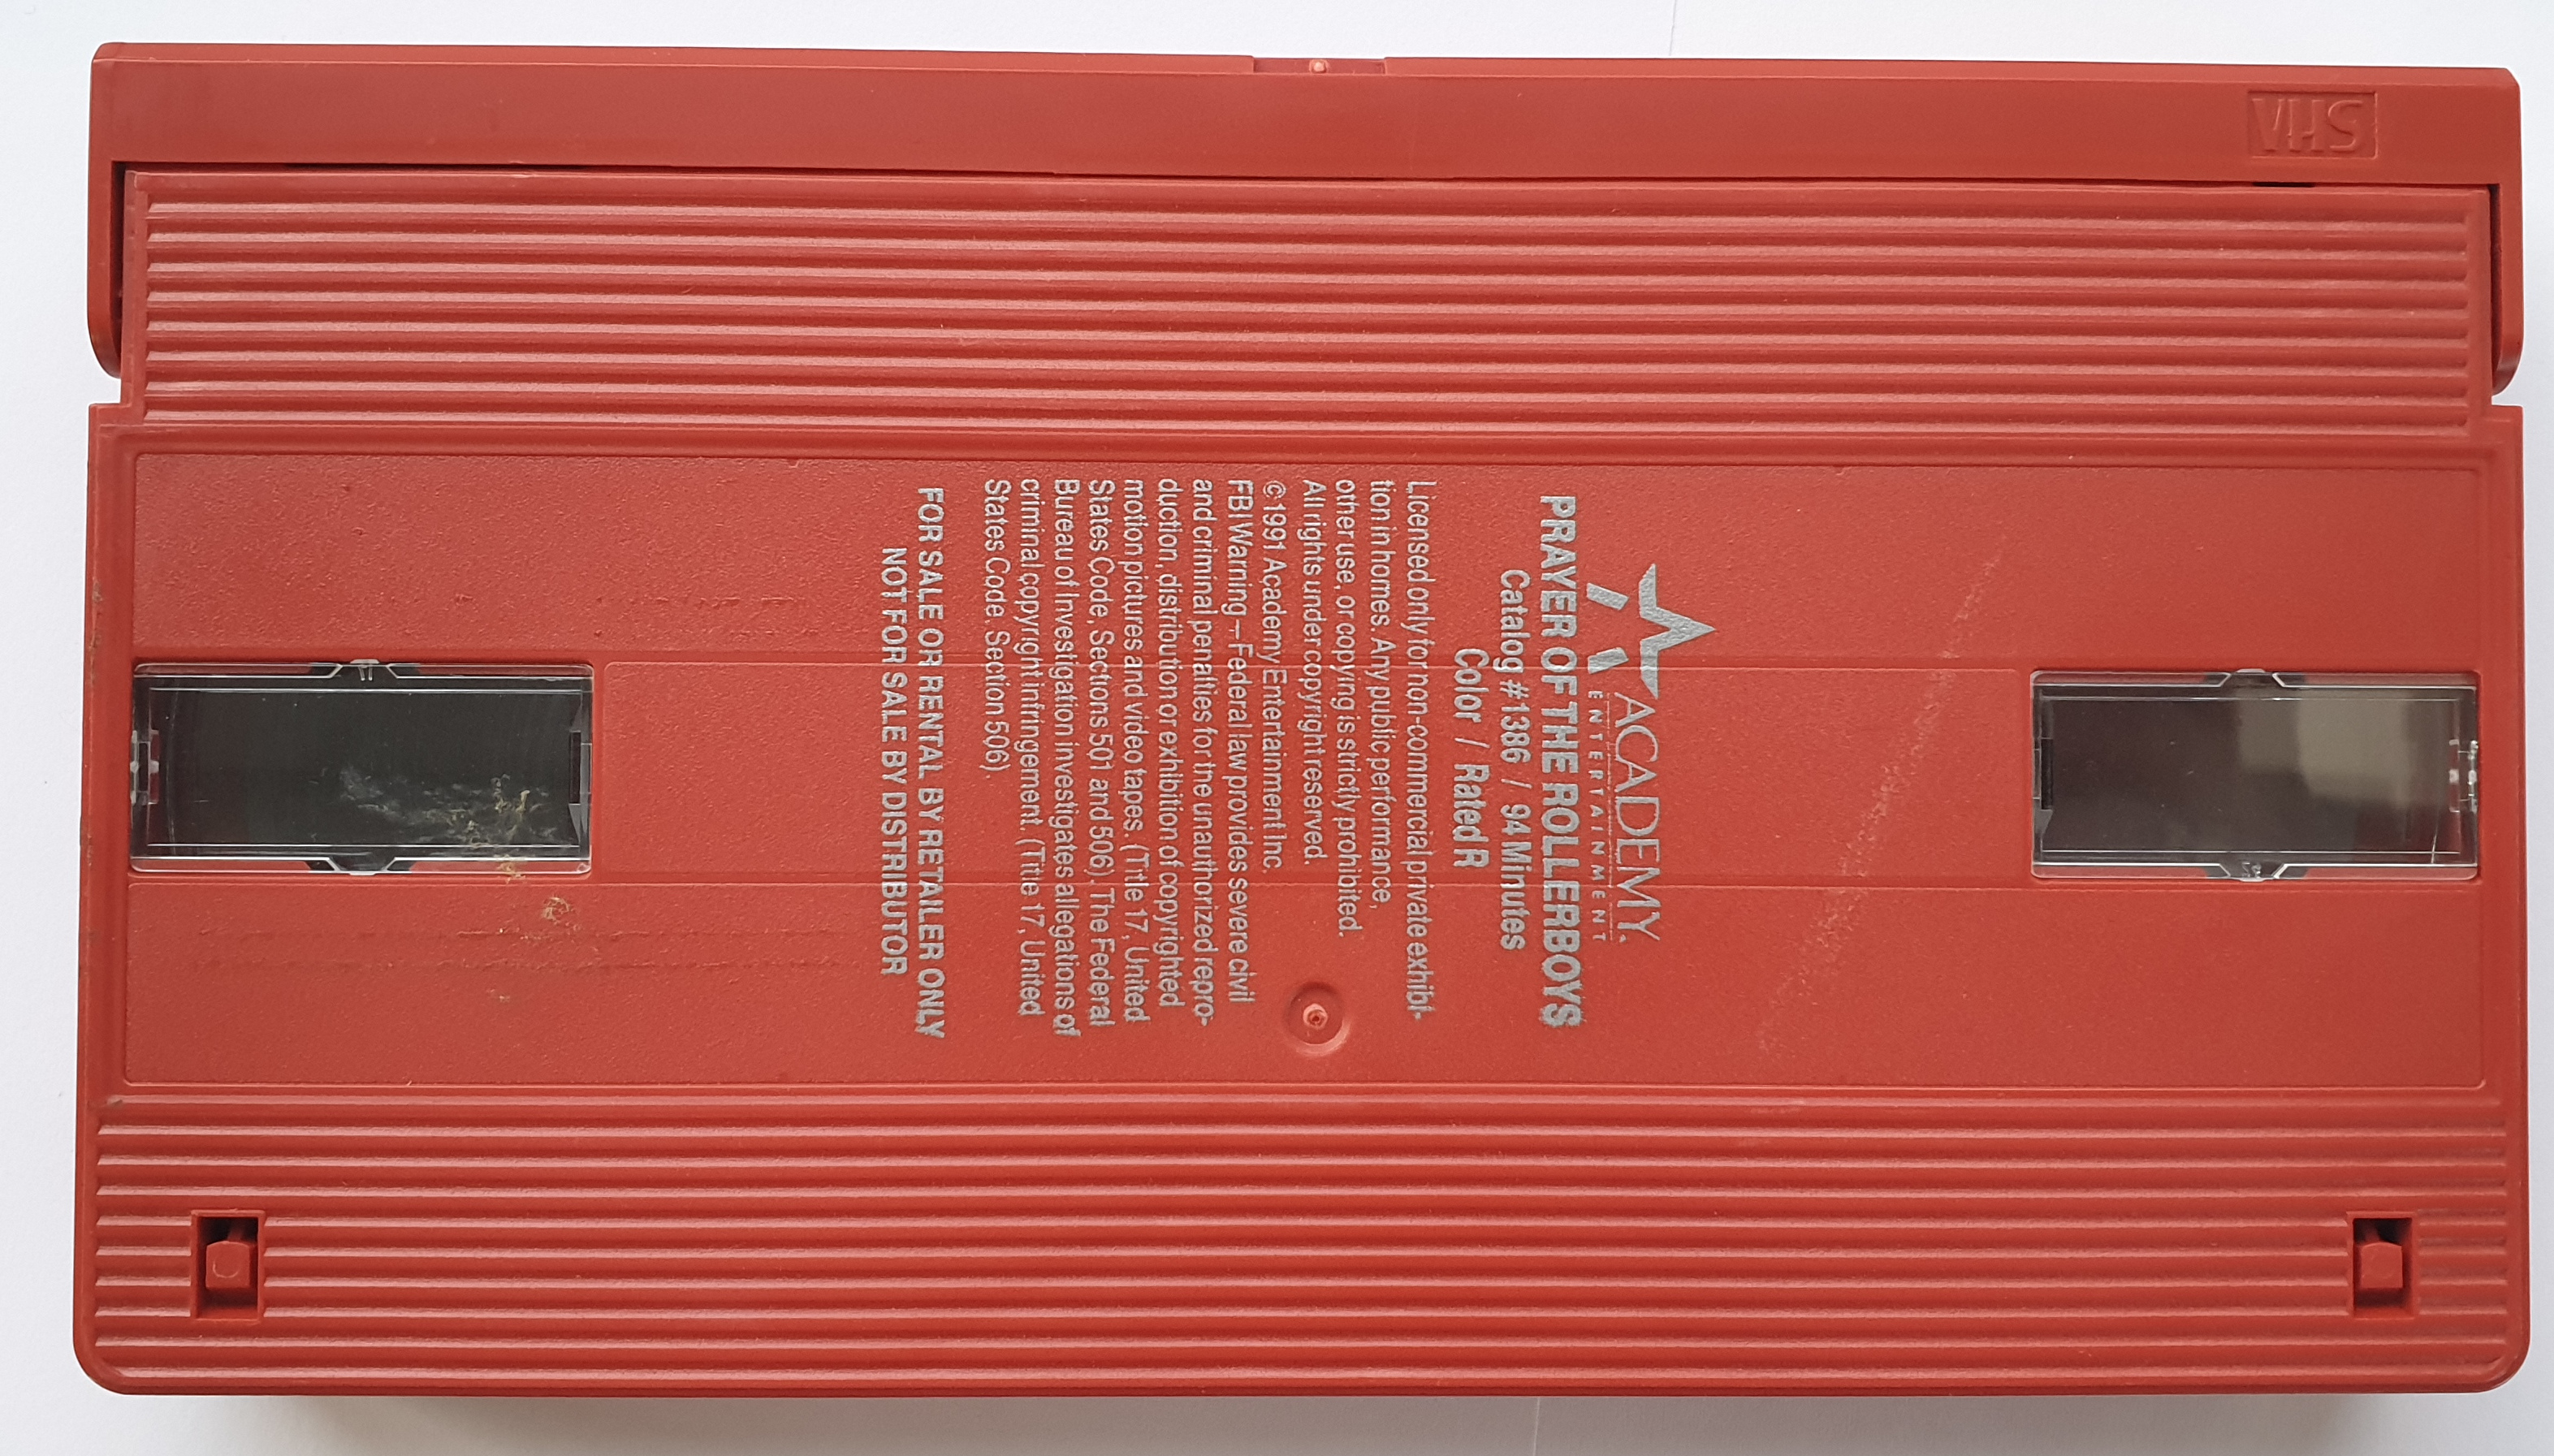 VHS
ACADEMY
ENTERTAINMENT
PRAYER OF THE ROLLERBOYS
Catalog #1386 / 94 Minutes
Color / Rated R
Licensed only for non-commercial private exhibi-
tion in homes. Any public performance,
other use, or copying is strictly prohibited.
All rights under copyright reserved.
© 1991 Academy Entertainment Inc.
FBI Warning—Federal law provides severe civil
and criminal penalties for the unauthorized repro-
duction, distribution or exhibition of copyrighted
motion pictures and video tapes. (Title 17, United
States Code, Sections 501 and 506). The Federal
Bureau of Investigation investigates allegations of
criminal copyright infringement. (Title 17, United
States Code. Section 506).
FOR SALE OR RENTAL BY RETAILER ONLY
NOT FOR SALE BY DISTRIBUTOR